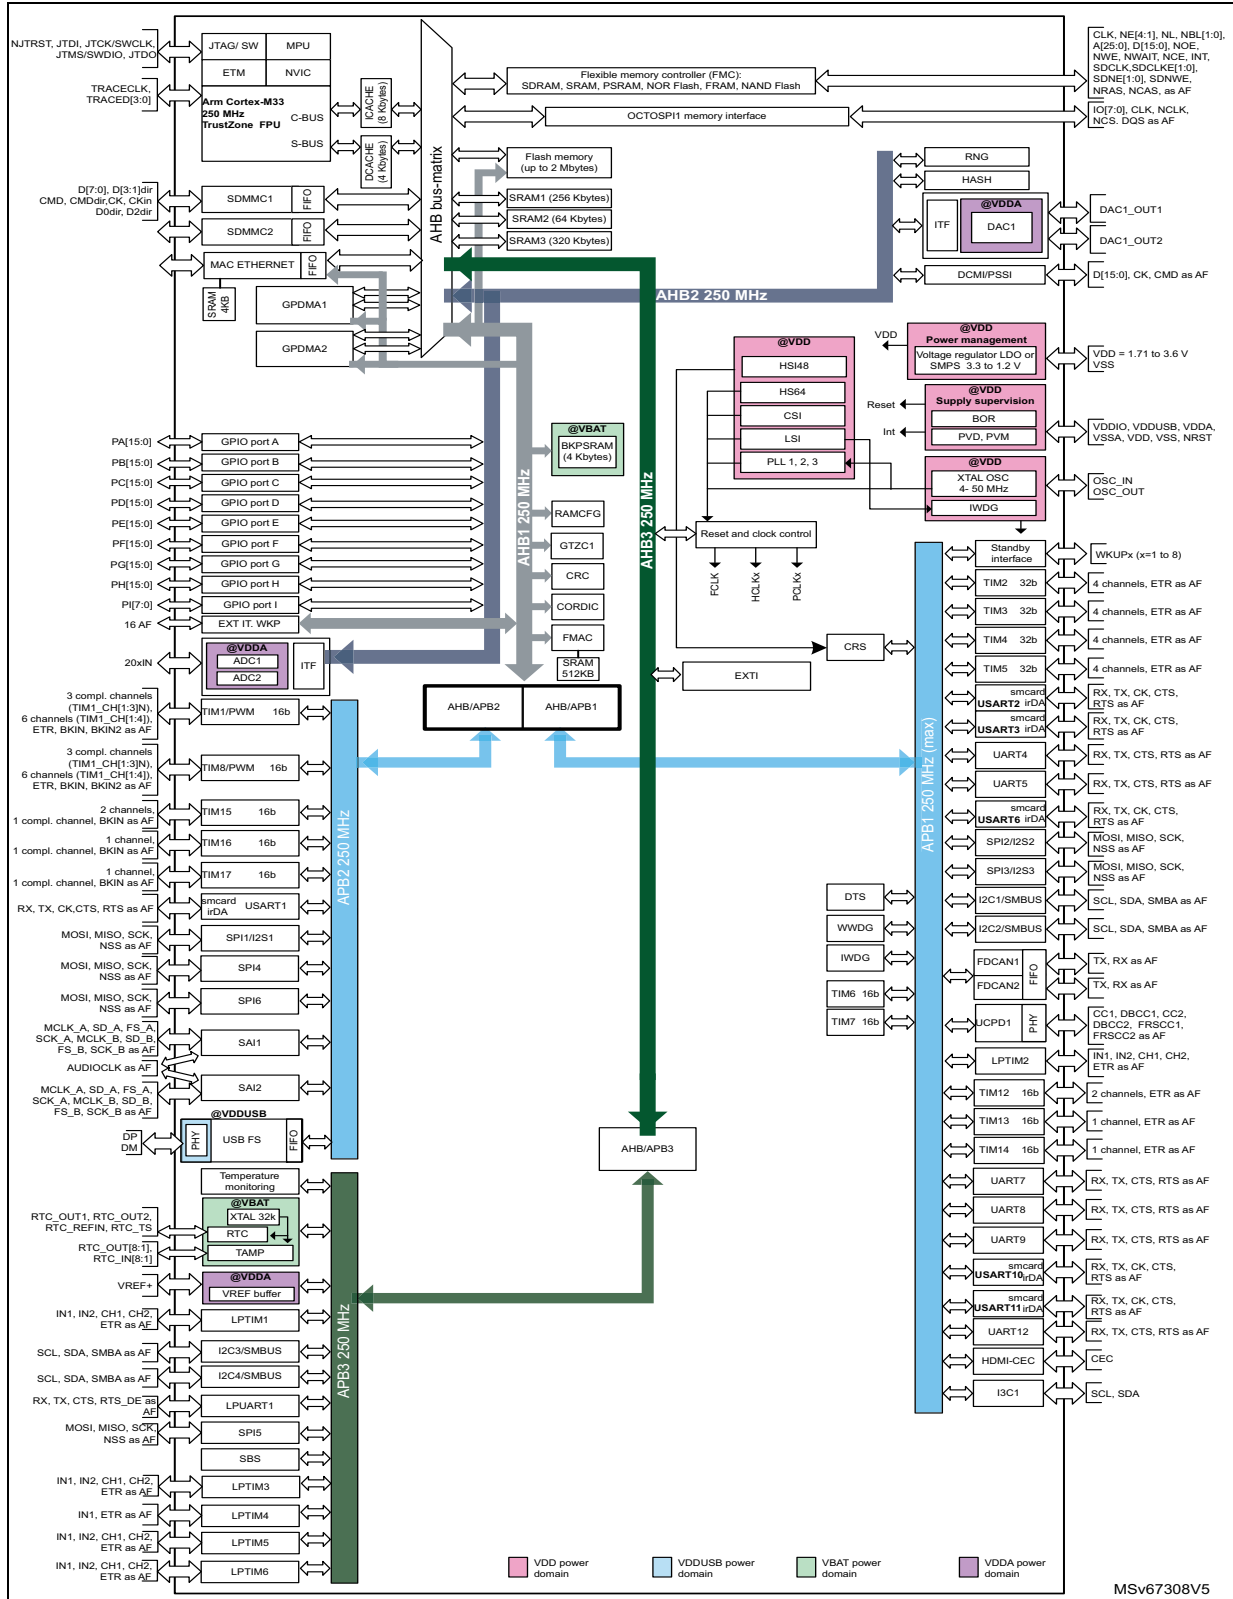 NJTRST, JTDI, JTCK/SWCLK,
JTMS/SWDIO, JTDO
TRACECLK,
TRACED[3:0]
JTAG/ SW
MPU
ETM
NVIC
Arm Cortex-M33
250 MHz
TrustZone FPU
C-BUS
S-BUS
ICACHE
(8 Kbytes)
DCACHE
(4 Kbytes)
AHB bus-matrix
Flexible memory controller (FMC):
SDRAM, SRAM, PSRAM, NOR Flash, FRAM, NAND Flash
OCTOSPI1 memory interface
CLK, NE[4:1], NL, NBL[1:0],
A[25:0], D[15:0], NOE,
NWE, NWAIT, NCE, INT,
SDCLK,SDCLKE[1:0],
SDNE[1:0], SDNWE,
NRAS, NCAS, as AF
IO[7:0], CLK, NCLK,
NCS. DQS as AF
Flash memory
(up to 2 Mbytes)
SRAM1 (256 Kbytes)
SRAM2 (64 Kbytes)
SRAM3 (320 Kbytes)
D[7:0], D[3:1]dir
CMD, CMDdir,CK, CKin
D0dir, D2dir
SDMMC1
FIFO
SDMMC2
FIFO
MAC ETHERNET
FIFO
SRAM
4KB
GPDMA1
GPDMA2
RNG
HASH
ITF
@VDDA
DAC1
DAC1_OUT1
DAC1_OUT2
DCMI/PSSI
D[15:0], CK, CMD as AF
AHB2 250 MHz
@VDD
HSI48
HS64
CSI
LSI
PLL 1, 2, 3
VDD
@VDD
Power management
Voltage regulator LDO or
SMPS 3.3 to 1.2 V
VDD = 1.71 to 3.6 V
VSS
@VDD
Supply supervision
Reset
BOR
Int
PVD, PVM
VDDIO, VDDUSB, VDDA,
VSSA, VDD, VSS, NRST
@VDD
XTAL OSC
4- 50 MHz
IWDG
OSC_IN
OSC_OUT
Reset and clock control
FCLK
HCLKx
PCLKx
PA[15:0]
GPIO port A
PB[15:0]
GPIO port B
PC[15:0]
GPIO port C
PD[15:0]
GPIO port D
PE[15:0]
GPIO port E
PF[15:0]
GPIO port F
PG[15:0]
GPIO port G
PH[15:0]
GPIO port H
PI[7:0]
GPIO port I
16 AF
EXT IT. WKP
20xIN
@VDDA
ADC1
ADC2
ITF
AHB1 250 MHz
@VBAT
BKPSRAM
(4 Kbytes)
RAMCFG
GTZC1
CRC
CORDIC
FMAC
SRAM
512KB
AHB3 250 MHz
CRS
EXTI
AHB/APB2
AHB/APB1
3 compl. channels
(TIM1_CH[1:3]N),
6 channels (TIM1_CH[1:4]),
ETR, BKIN, BKIN2 as AF
TIM1/PWM 16b
3 compl. channels
(TIM1_CH[1:3]N),
6 channels (TIM1_CH[1:4]),
ETR, BKIN, BKIN2 as AF
TIM8/PWM 16b
2 channels,
1 compl. channel, BKIN as AF
TIM15 16b
1 channel,
1 compl. channel, BKIN as AF
TIM16 16b
1 channel,
1 compl. channel, BKIN as AF
TIM17 16b
RX, TX, CK,CTS, RTS as AF
smcard
irDA
USART1
MOSI, MISO, SCK,
NSS as AF
SPI1/I2S1
MOSI, MISO, SCK,
NSS as AF
SPI4
MOSI, MISO, SCK,
NSS as AF
SPI6
MCLK_A, SD_A, FS_A,
SCK_A, MCLK_B, SD_B,
FS_B, SCK_B as AF
SAI1
AUDIOCLK as AF
MCLK_A, SD_A, FS_A,
SCK_A, MCLK_B, SD_B,
FS_B, SCK_B as AF
SAI2
@VDDUSB
DP
DM
PHY
USB FS
FIFO
APB2 250 MHz
Temperature
monitoring
@VBAT
XTAL 32k
RTC
TAMP
RTC_OUT1, RTC_OUT2,
RTC_REFIN, RTC_TS
RTC_OUT[8:1],
RTC_IN[8:1]
VREF+
@VDDA
VREF buffer
IN1, IN2, CH1, CH2,
ETR as AF
LPTIM1
SCL, SDA, SMBA as AF
I2C3/SMBUS
SCL, SDA, SMBA as AF
I2C4/SMBUS
RX, TX, CTS, RTS_DE as
AF
LPUART1
MOSI, MISO, SCK,
NSS as AF
SPI5
SBS
IN1, IN2, CH1, CH2,
ETR as AF
LPTIM3
IN1, ETR as AF
LPTIM4
IN1, IN2, CH1, CH2,
ETR as AF
LPTIM5
IN1, IN2, CH1, CH2,
ETR as AF
LPTIM6
APB3 250 MHz
AHB/APB3
DTS
WWDG
IWDG
TIM6 16b
TIM7 16b
APB1 250 MHz (max)
Standby
interface
WKUPx (x=1 to 8)
TIM2 32b
4 channels, ETR as AF
TIM3 32b
4 channels, ETR as AF
TIM4 32b
4 channels, ETR as AF
TIM5 32b
4 channels, ETR as AF
smcard
USART2 irDA
RX, TX, CK, CTS,
RTS as AF
smcard
USART3 irDA
RX, TX, CK, CTS,
RTS as AF
UART4
RX, TX, CTS, RTS as AF
UART5
RX, TX, CTS, RTS as AF
smcard
USART6 irDA
RX, TX, CK, CTS,
RTS as AF
SPI2/I2S2
MOSI, MISO, SCK,
NSS as AF
SPI3/I2S3
MOSI, MISO, SCK,
NSS as AF
I2C1/SMBUS
SCL, SDA, SMBA as AF
I2C2/SMBUS
SCL, SDA, SMBA as AF
FDCAN1
TX, RX as AF
FDCAN2
FIFO
TX, RX as AF
UCPD1
PHY
CC1, DBCC1, CC2,
DBCC2, FRSCC1,
FRSCC2 as AF
LPTIM2
IN1, IN2, CH1, CH2,
ETR as AF
TIM12 16b
2 channels, ETR as AF
TIM13 16b
1 channel, ETR as AF
TIM14 16b
1 channel, ETR as AF
UART7
RX, TX, CTS, RTS as AF
UART8
RX, TX, CTS, RTS as AF
UART9
RX, TX, CTS, RTS as AF
smcard
USART10 irDA
RX, TX, CK, CTS,
RTS as AF
smcard
USART11 irDA
RX, TX, CK, CTS,
RTS as AF
UART12
RX, TX, CTS, RTS as AF
HDMI-CEC
CEC
I3C1
SCL, SDA
VDD power
domain
VDDUSB power
domain
VBAT power
domain
VDDA power
domain
MSv67308V5